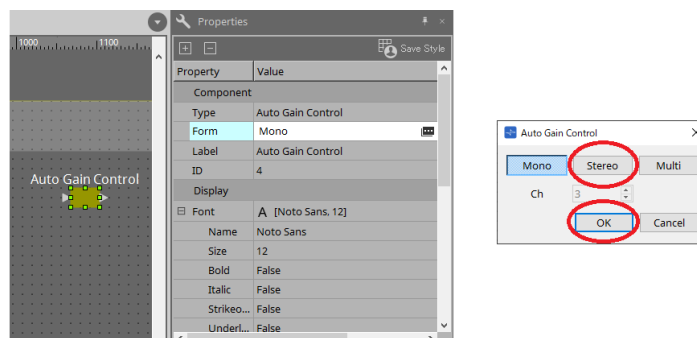 1000
1100
Auto Gain Control
Properties
Save Style
Property Value
Component
Type Auto Gain Control
Form Mono
Label Auto Gain Control
ID 4
Display
Font A [Noto Sans, 12]
Name Noto Sans
Size 12
Bold False
Italic False
Strikeo... False
Underl... False
Auto Gain Control
Mono Stereo Multi
Ch 3
OK Cancel